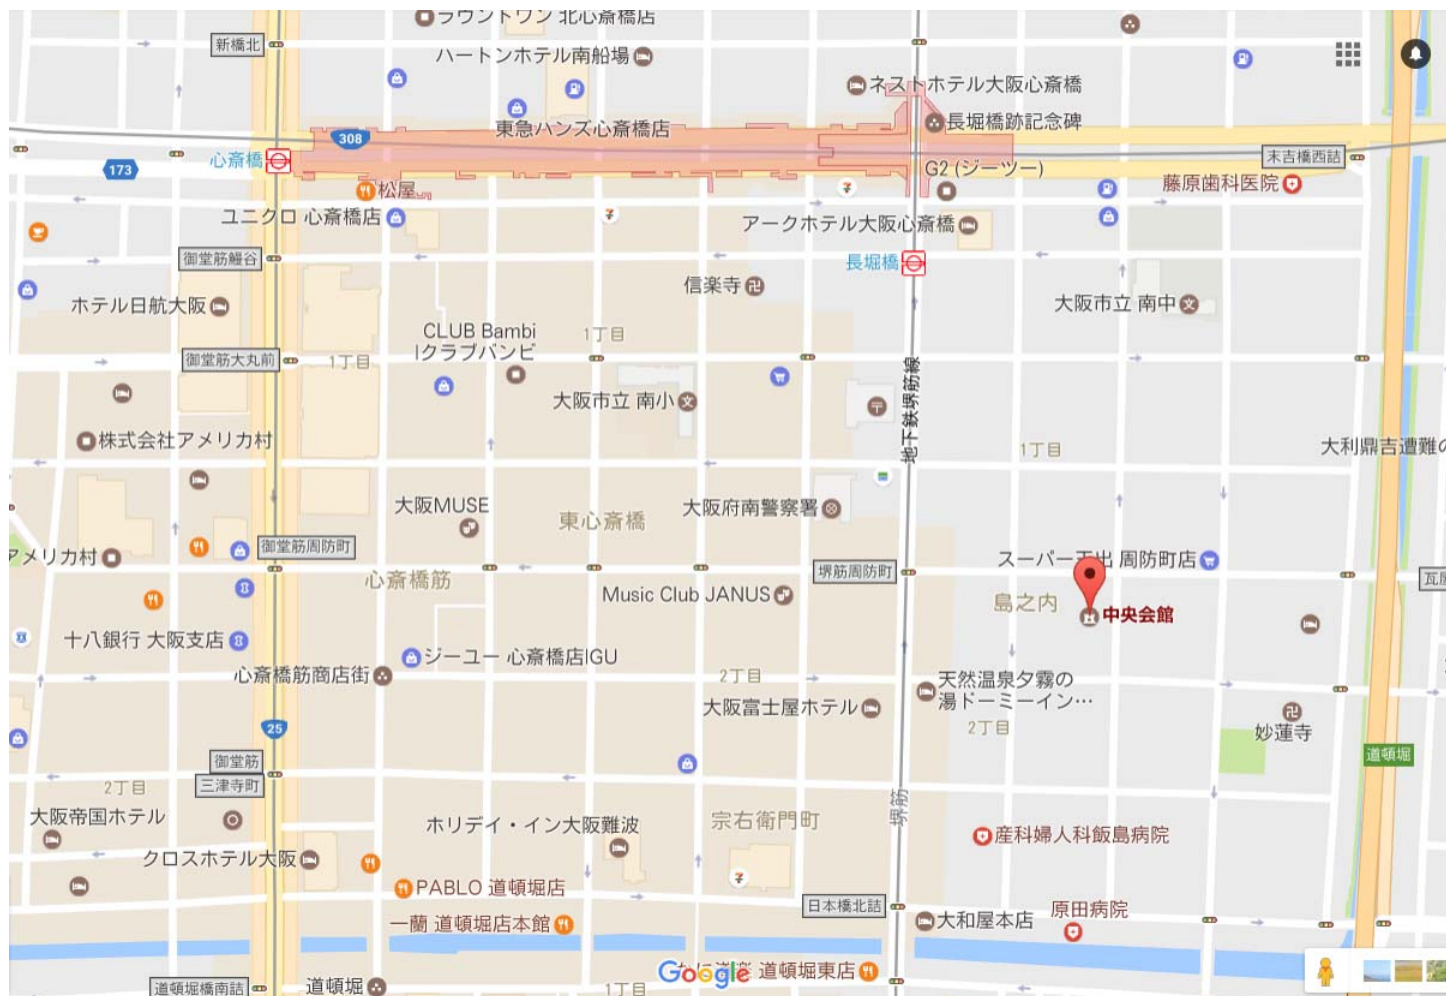 ラウンドワン 北心斎橋店
新橋北
ハートンホテル南船場
ネストホテル大阪心斎橋
長堀橋跡記念碑
東急ハンズ心斎橋店
308
心斎橋
173
末吉橋西詰
G2 (ジーツー)
藤原歯科医院
松屋
ユニクロ 心斎橋店
アークホテル大阪心斎橋
御堂筋鰻谷
長堀橋
信楽寺
ホテル日航大阪
大阪市立 南中
CLUB Bambi
|クラブバンビ
1丁目
御堂筋大丸前
1丁目
大阪市立 南小
地下鉄堺筋線
株式会社アメリカ村
1丁目
大利鼎吉遭難の
大阪MUSE
東心斎橋
大阪府南警察署
アメリカ村
御堂筋周防町
心斎橋筋
堺筋周防町
スーパー玉出 周防町店
瓦屋
Music Club JANUS
島之内
中央会館
十八銀行 大阪支店
ジーユー 心斎橋店|GU
心斎橋筋商店街
2丁目
天然温泉夕霧の
湯ドーミーイン…
大阪富士屋ホテル
2丁目
妙蓮寺
25
御堂筋
三津寺町
道頓堀
2丁目
大阪帝国ホテル
ホリデイ・イン大阪難波
宗右衛門町
堺筋
産科婦人科飯島病院
クロスホテル大阪
PABLO 道頓堀店
日本橋北詰
原田病院
一蘭 道頓堀店本館
大和屋本店
Google
道頓堀東店
道頓堀橋南詰
道頓堀
1丁目